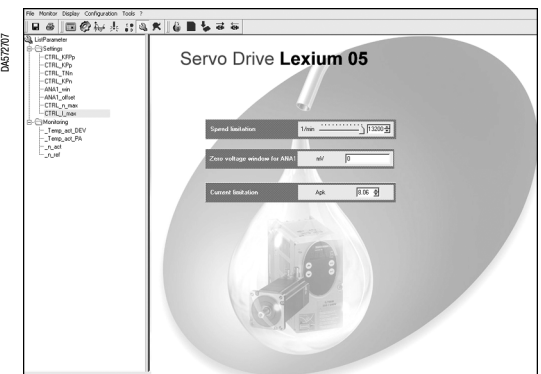 File Monitor Display Configuration Tools ?
DA572707
ListParameter
Settings
CTRL_KFPp
CTRL_KPp
CTRL_TNn
CTRL_KPn
ANA1_win
ANA1_offset
CTRL_n_max
CTRL_I_max
Monitoring
_Temp_act_DEV
_Temp_act_PA
_n_act
_n_ref
Servo Drive Lexium 05
Speed limitation 1/min 13200
Zero voltage window for ANA1 mV 0
Current limitation Apk 8.06